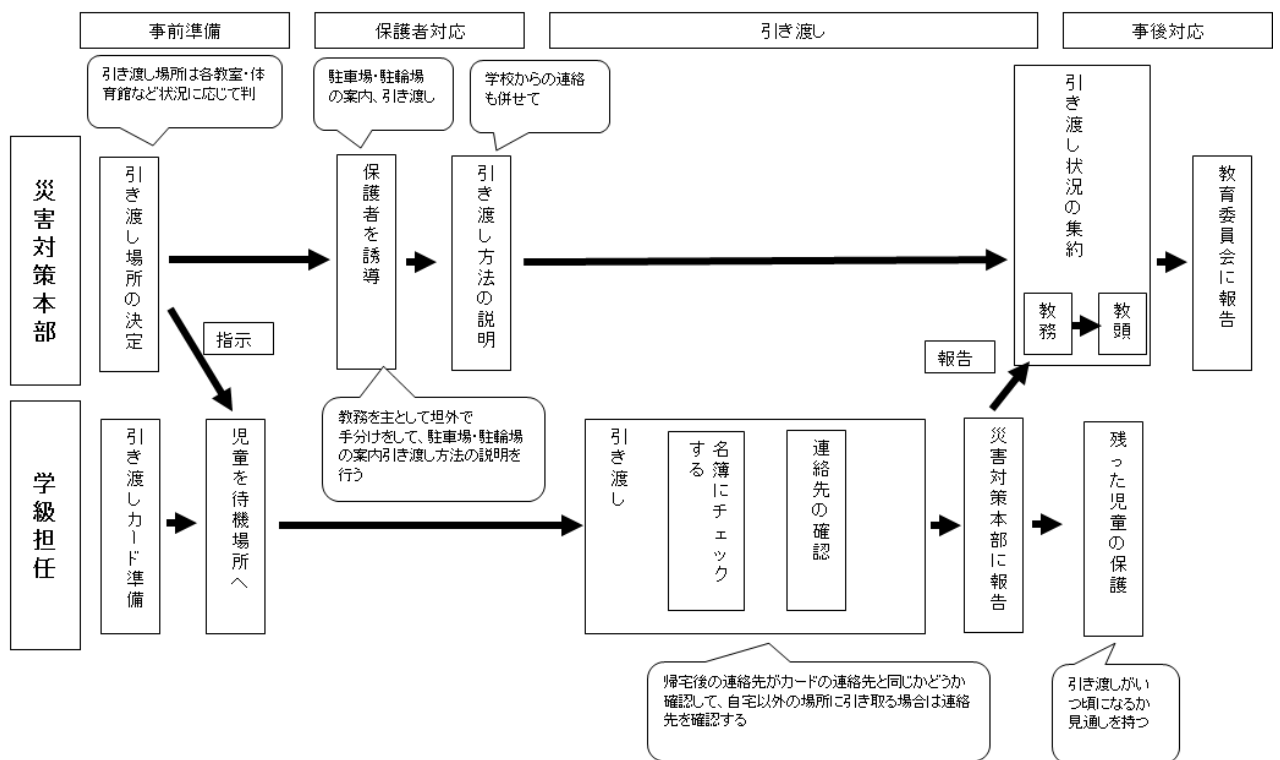 事前準備
保護者対応
引き渡し
事後対応
引き渡し場所は各教室・体
育館など状況に応じて判
駐車場・駐輪場
の案内、引き渡し
学校からの連絡
も併せて
災害対策本部
引き渡し場所の決定
保護者を誘導
引き渡し方法の説明
引き渡し状況の集約
教務
教頭
教育委員会に報告
指示
報告
教務を主として坦外で
手分けをして、駐車場・駐輪場
の案内引き渡し方法の説明を
行う
学級担任
引き渡しカード準備
児童を待機場所へ
引き渡し
名簿にチェック
する
連絡先の確認
災害対策本部に報告
残った児童の保護
帰宅後の連絡先がカードの連絡先と同じかどうか
確認して、自宅以外の場所に引き取る場合は連絡
先を確認する
引き渡しがい
つ頃になるか
見通しを持つ